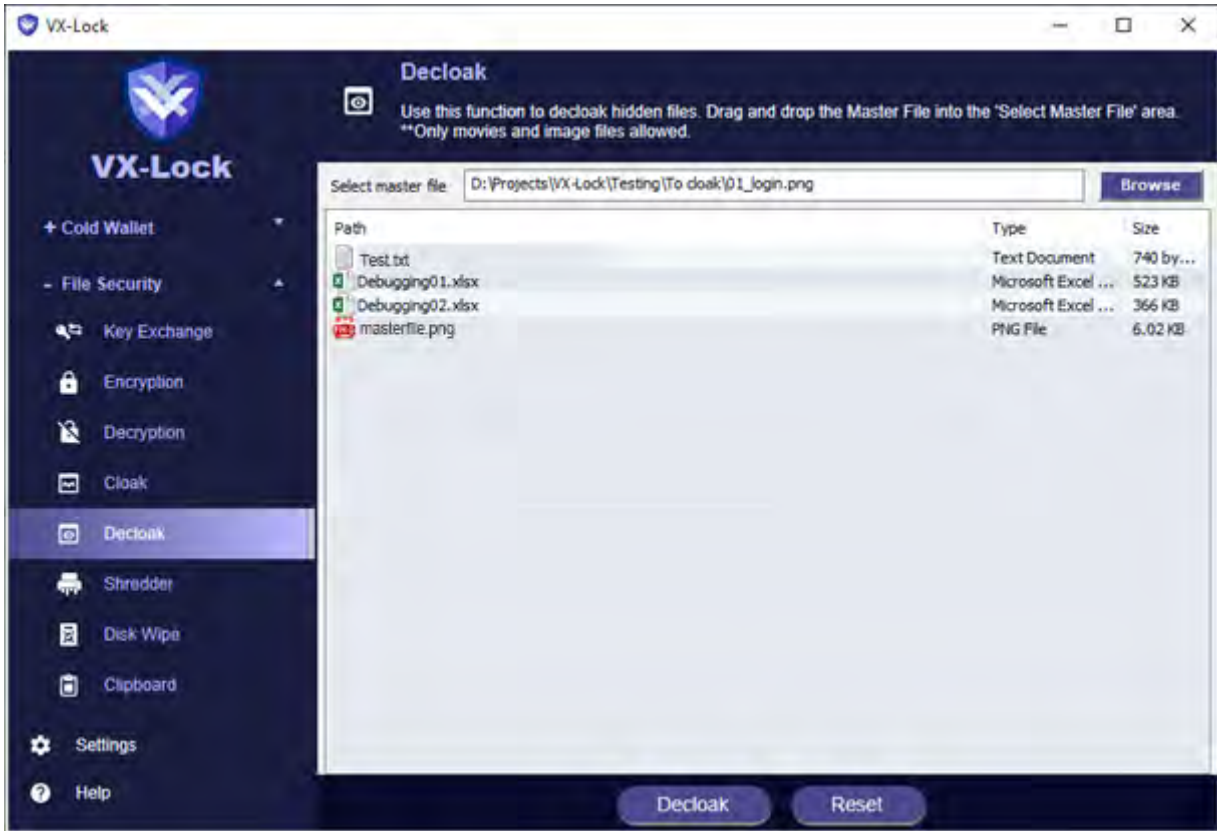 VX-Lock
VX-Lock
+ Cold Wallet
- File Security
Key Exchange
Encryption
Decryption
Cloak
Decloak
Shredder
Disk Wipe
Clipboard
Settings
Help
Decloak
Use this function to decloak hidden files. Drag and drop the Master File into the 'Select Master File' area.
**Only movies and image files allowed.
Select master file D:\Projects\VX-Lock\Testing\To cloak\01_login.png Browse
Path Type Size
Test.txt Text Document 740 by...
Debugging01.xlsx Microsoft Excel ... 523 KB
Debugging02.xlsx Microsoft Excel ... 366 KB
masterfile.png PNG File 6.02 KB
Decloak Reset